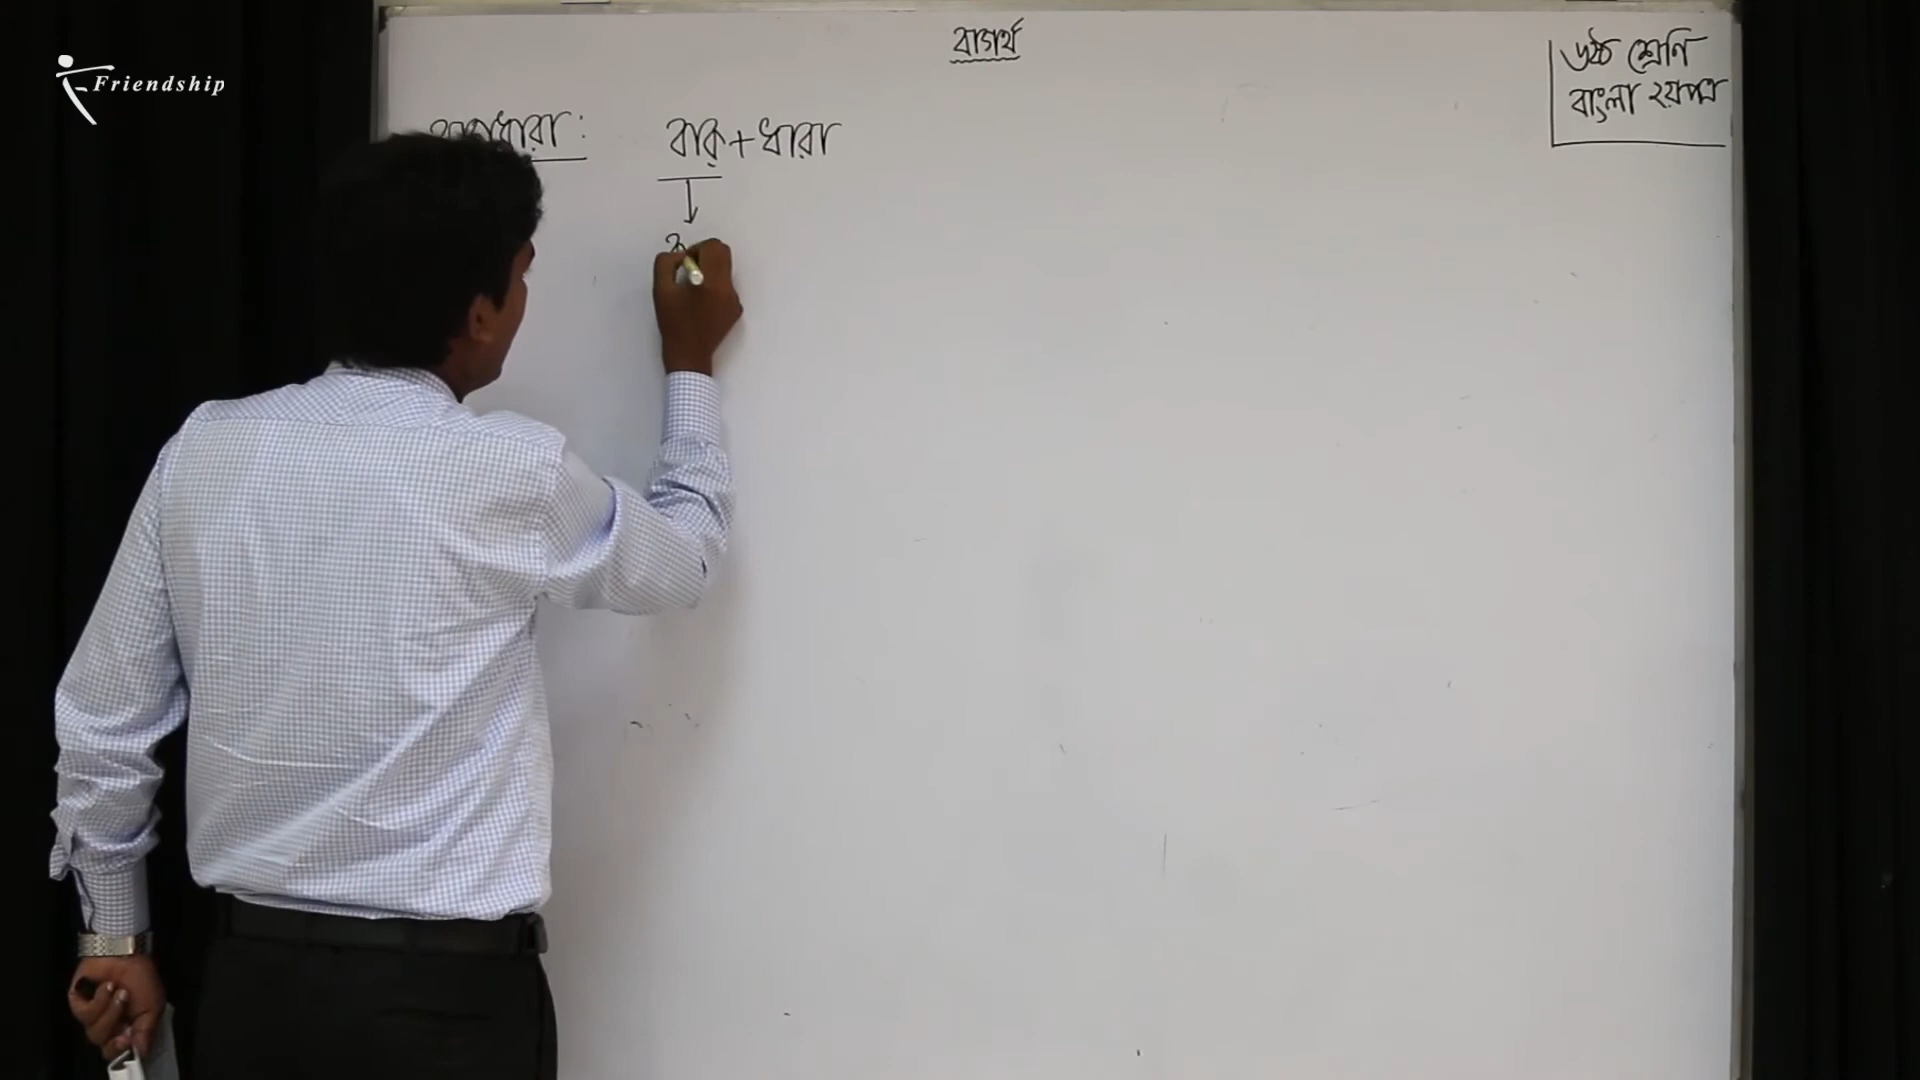 Friendship
বাগর্থ
৬ষ্ঠ শ্রেণি
বাংলা ২য়পত্র
বাক্ + ধারা